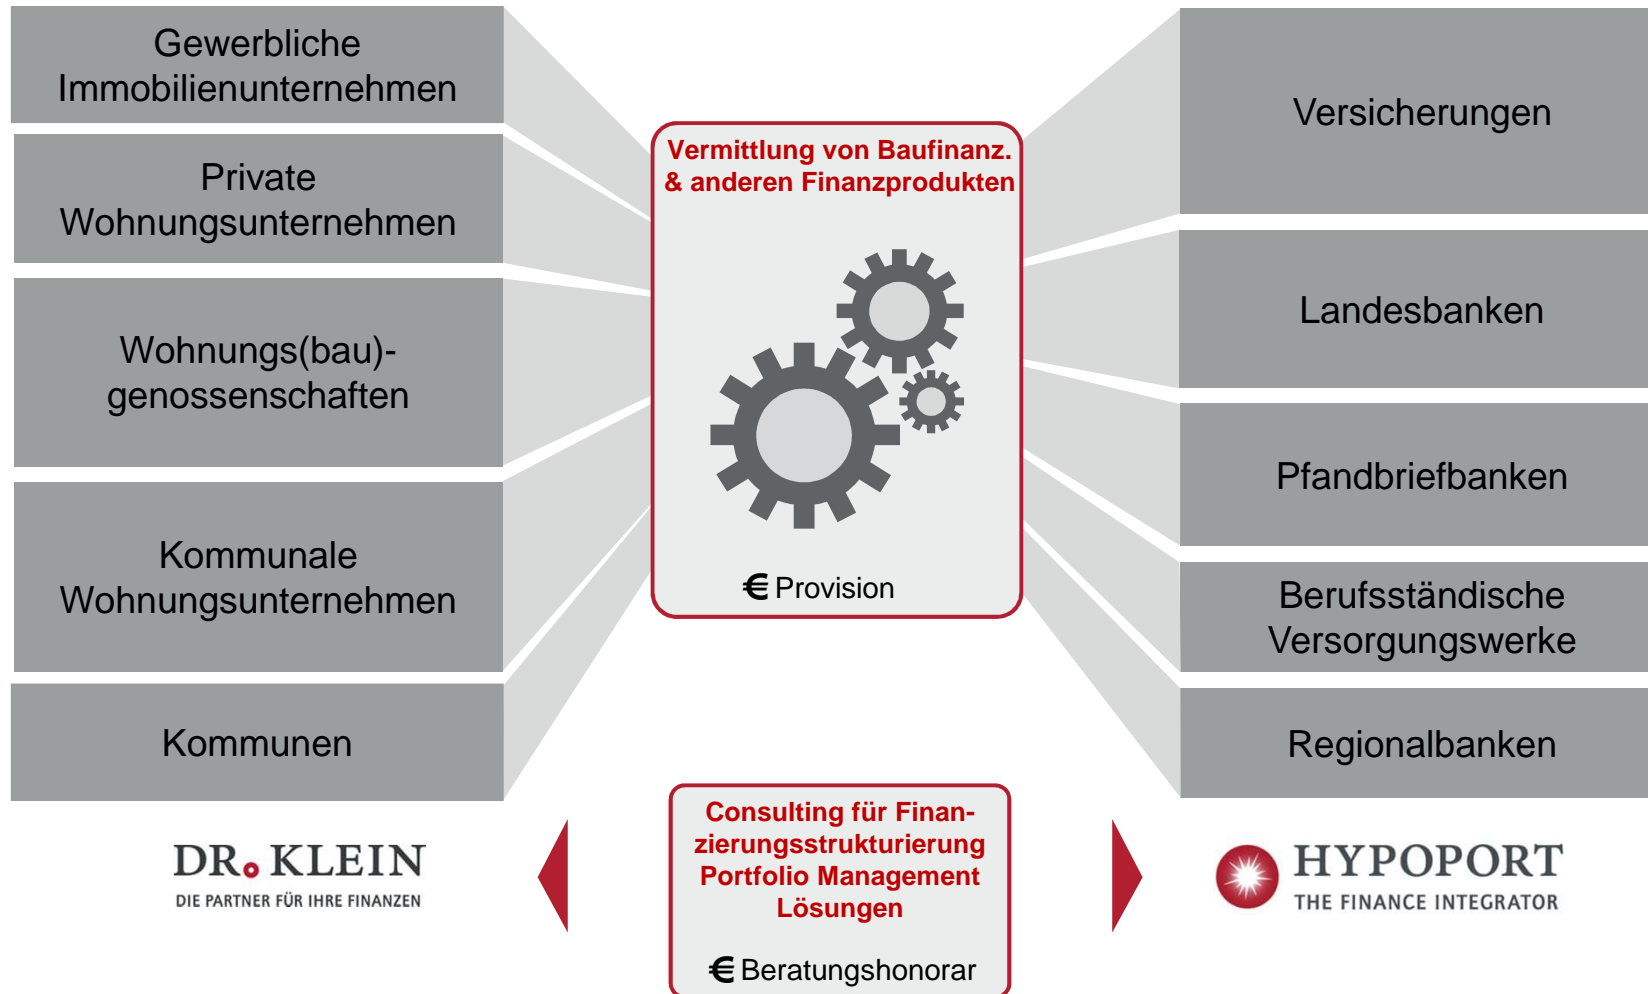 Gewerbliche
Immobilienunternehmen
Private
Wohnungsunternehmen
Wohnungs(bau)-
genossenschaften
Kommunale
Wohnungsunternehmen
Kommunen
Vermittlung von Baufinanz.
& anderen Finanzprodukten
€ Provision
Versicherungen
Landesbanken
Pfandbriefbanken
Berufsständische
Versorgungswerke
Regionalbanken
DR. KLEIN
DIE PARTNER FÜR IHRE FINANZEN
Consulting für Finan-
zierungsstrukturierung
Portfolio Management
Lösungen
€ Beratungshonorar
HYPOPORT
THE FINANCE INTEGRATOR